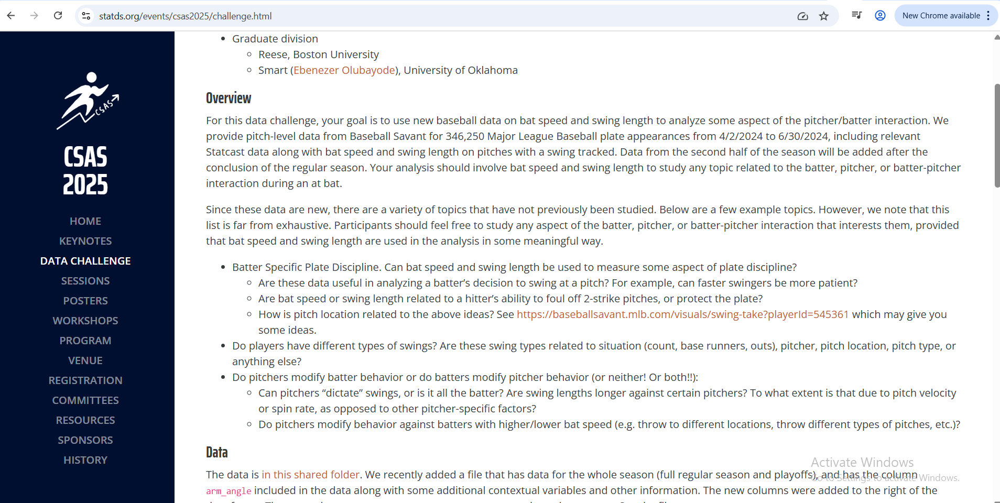 statds.org/events/csas2025/challenge.html
New Chrome available
CSAS
CSAS
2025
HOME
KEYNOTES
DATA CHALLENGE
SESSIONS
POSTERS
WORKSHOPS
PROGRAM
VENUE
REGISTRATION
COMMITTEES
RESOURCES
SPONSORS
HISTORY
• Graduate division
◦ Reese, Boston University
◦ Smart (Ebenezer Olubayode), University of Oklahoma
Overview
For this data challenge, your goal is to use new baseball data on bat speed and swing length to analyze some aspect of the pitcher/batter interaction. We
provide pitch-level data from Baseball Savant for 346,250 Major League Baseball plate appearances from 4/2/2024 to 6/30/2024, including relevant
Statcast data along with bat speed and swing length on pitches with a swing tracked. Data from the second half of the season will be added after the
conclusion of the regular season. Your analysis should involve bat speed and swing length to study any topic related to the batter, pitcher, or batter-pitcher
interaction during an at bat.
Since these data are new, there are a variety of topics that have not previously been studied. Below are a few example topics. However, we note that this
list is far from exhaustive. Participants should feel free to study any aspect of the batter, pitcher, or batter-pitcher interaction that interests them, provided
that bat speed and swing length are used in the analysis in some meaningful way.
• Batter Specific Plate Discipline. Can bat speed and swing length be used to measure some aspect of plate discipline?
◦ Are these data useful in analyzing a batter’s decision to swing at a pitch? For example, can faster swingers be more patient?
◦ Are bat speed or swing length related to a hitter’s ability to foul off 2-strike pitches, or protect the plate?
◦ How is pitch location related to the above ideas? See https://baseballsavant.mlb.com/visuals/swing-take?playerId=545361 which may give you
some ideas.
• Do players have different types of swings? Are these swing types related to situation (count, base runners, outs), pitcher, pitch location, pitch type, or
anything else?
• Do pitchers modify batter behavior or do batters modify pitcher behavior (or neither! Or both!!):
◦ Can pitchers “dictate” swings, or is it all the batter? Are swing lengths longer against certain pitchers? To what extent is that due to pitch velocity
or spin rate, as opposed to other pitcher-specific factors?
◦ Do pitchers modify behavior against batters with higher/lower bat speed (e.g. throw to different locations, throw different types of pitches, etc.)?
Data
The data is in this shared folder. We recently added a file that has data for the whole season (full regular season and playoffs), and has the column
arm_angle included in the data along with some additional contextual variables and other information. The new columns were added to the right of the
Activate Windows
Go to Settings to activate Windows.